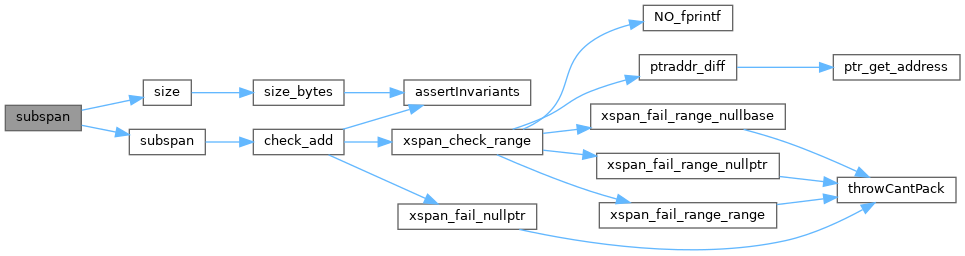 NO_fprintf
ptraddr_diff
ptr_get_address
size
size_bytes
assertInvariants
subspan
xspan_fail_range_nullbase
subspan
check_add
xspan_check_range
xspan_fail_range_nullptr
throwCantPack
xspan_fail_nullptr
xspan_fail_range_range